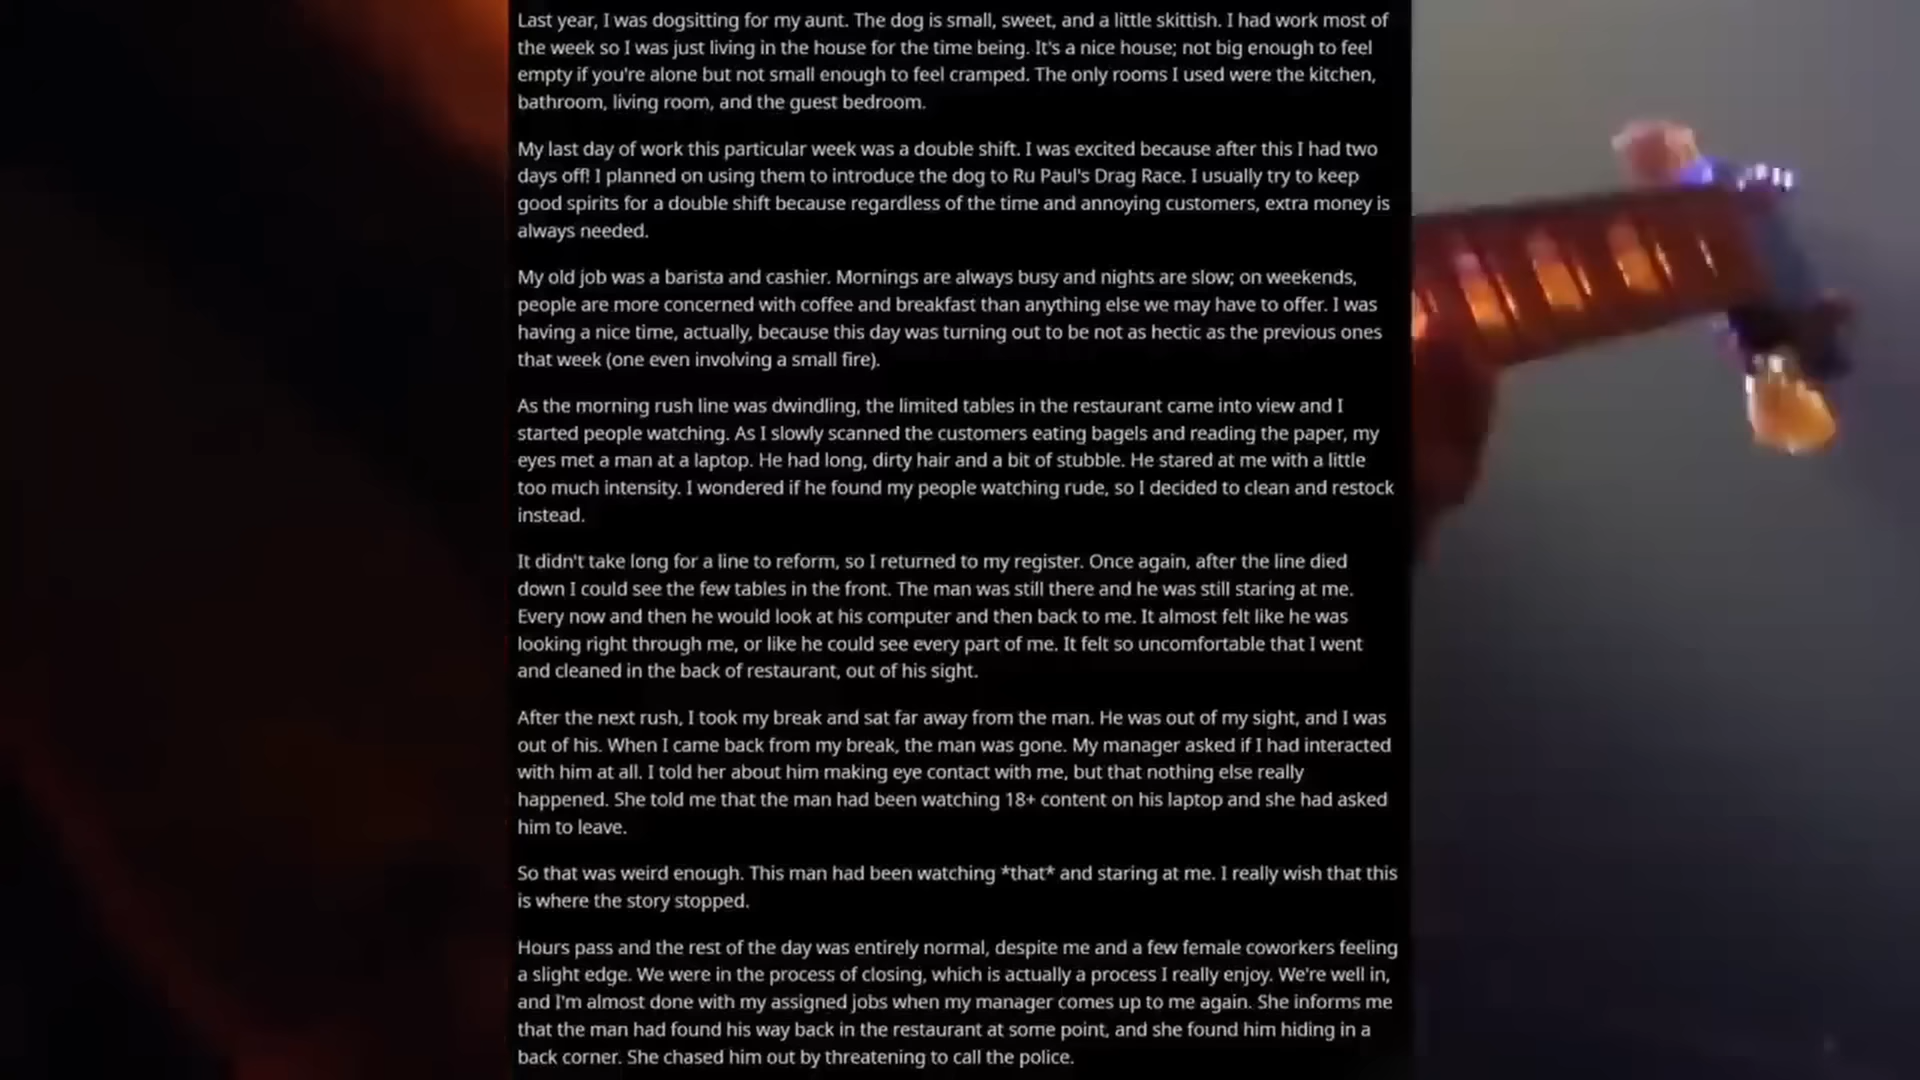 Last year, I was dogsitting for my aunt. The dog is small, sweet, and a little skittish. I had work most of
the week so I was just living in the house for the time being. It's a nice house; not big enough to feel
empty if you're alone but not small enough to feel cramped. The only rooms I used were the kitchen,
bathroom, living room, and the guest bedroom.
My last day of work this particular week was a double shift. I was excited because after this I had two
days off! I planned on using them to introduce the dog to Ru Paul's Drag Race. I usually try to keep
good spirits for a double shift because regardless of the time and annoying customers, extra money is
always needed.
My old job was a barista and cashier. Mornings are always busy and nights are slow; on weekends,
people are more concerned with coffee and breakfast than anything else we may have to offer. I was
having a nice time, actually, because this day was turning out to be not as hectic as the previous ones
that week (one even involving a small fire).
As the morning rush line was dwindling, the limited tables in the restaurant came into view and I
started people watching. As I slowly scanned the customers eating bagels and reading the paper, my
eyes met a man at a laptop. He had long, dirty hair and a bit of stubble. He stared at me with a little
too much intensity. I wondered if he found my people watching rude, so I decided to clean and restock
instead.
It didn't take long for a line to reform, so I returned to my register. Once again, after the line died
down I could see the few tables in the front. The man was still there and he was still staring at me.
Every now and then he would look at his computer and then back to me. It almost felt like he was
looking right through me, or like he could see every part of me. It felt so uncomfortable that I went
and cleaned in the back of restaurant, out of his sight.
After the next rush, I took my break and sat far away from the man. He was out of my sight, and I was
out of his. When I came back from my break, the man was gone. My manager asked if I had interacted
with him at all. I told her about him making eye contact with me, but that nothing else really
happened. She told me that the man had been watching 18+ content on his laptop and she had asked
him to leave.
So that was weird enough. This man had been watching *that* and staring at me. I really wish that this
is where the story stopped.
Hours pass and the rest of the day was entirely normal, despite me and a few female coworkers feeling
a slight edge. We were in the process of closing, which is actually a process I really enjoy. We're well in,
and I'm almost done with my assigned jobs when my manager comes up to me again. She informs me
that the man had found his way back in the restaurant at some point, and she found him hiding in a
back corner. She chased him out by threatening to call the police.